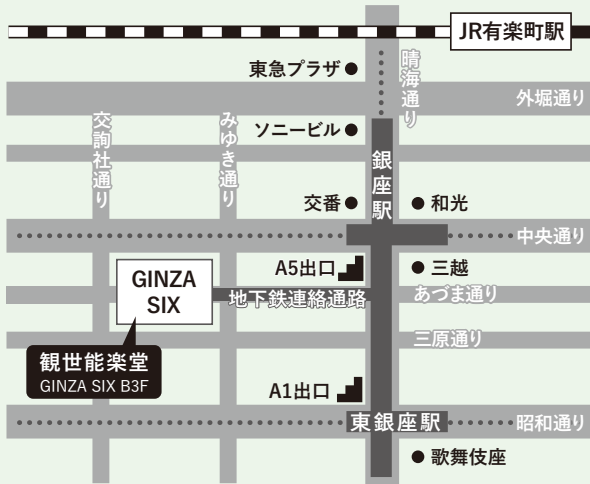 JR有楽町駅
東急プラザ
晴海通り
外堀通り
交詢社通り
みゆき通り
ソニービル
銀座駅
交番
和光
中央通り
A5出口
三越
GINZA
SIX
地下鉄連絡通路
あづま通り
三原通り
観世能楽堂
GINZA SIX B3F
A1出口
東銀座駅
昭和通り
歌舞伎座